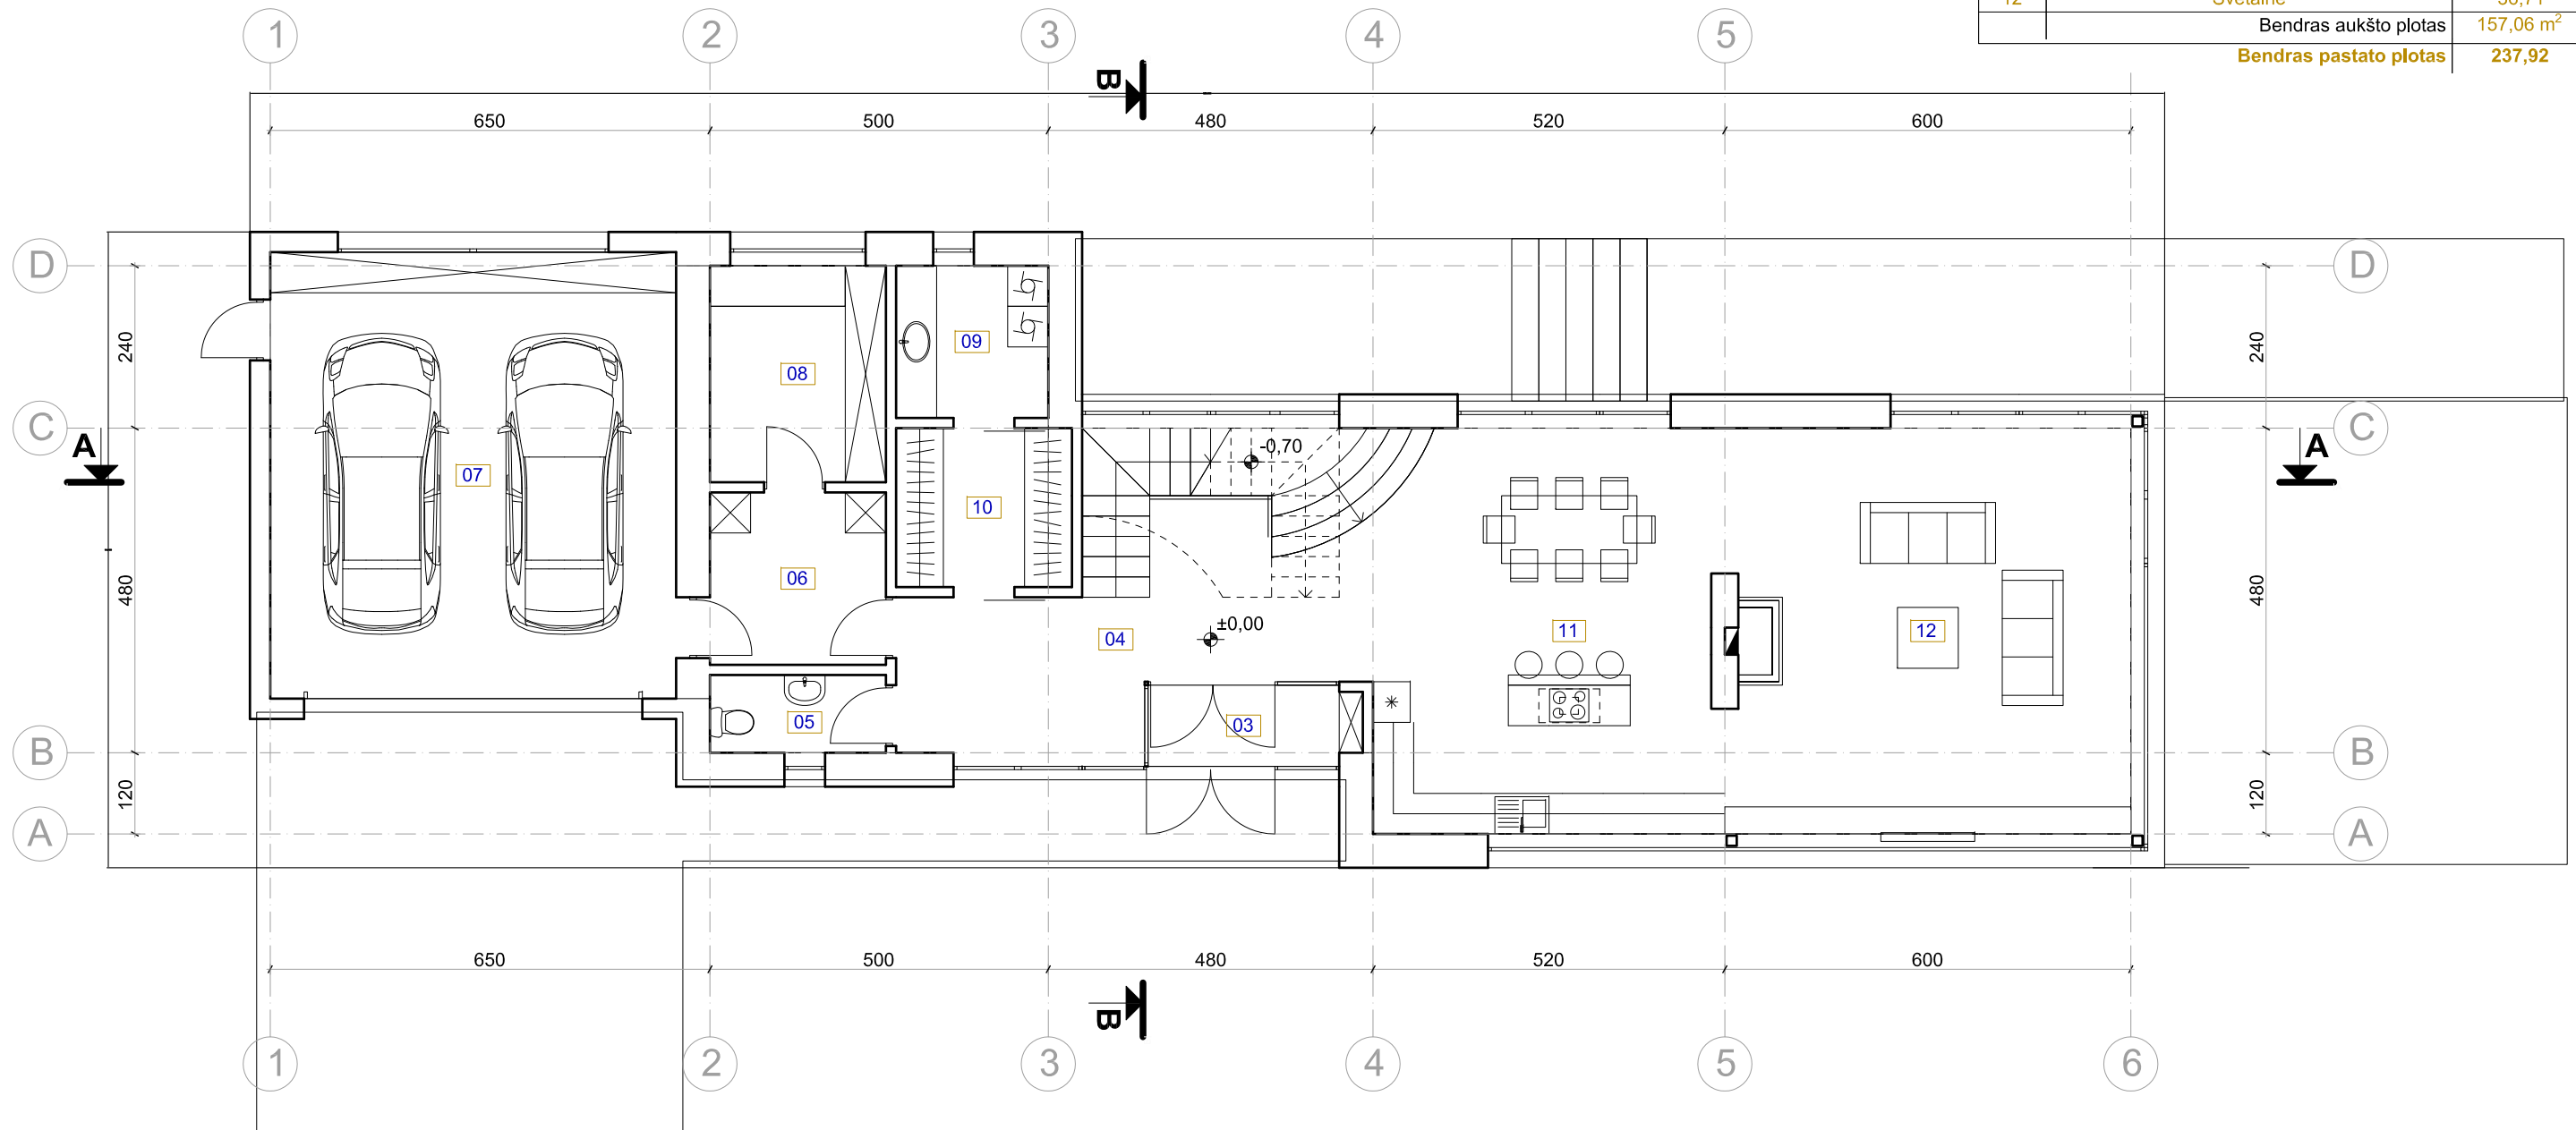 Bendras aukšto plotas 157,06 m²
Bendras pastato plotas 237,92
1 2 3 4 5
B
650 500 480 520 600
D D
240 240
09
08
C C
A A
-0,70
07
10
06
480 480
±0,00
04
11
12
05
03
B B
120 120
A A
650 500 480 520 600
B
1 2 3 4 5 6